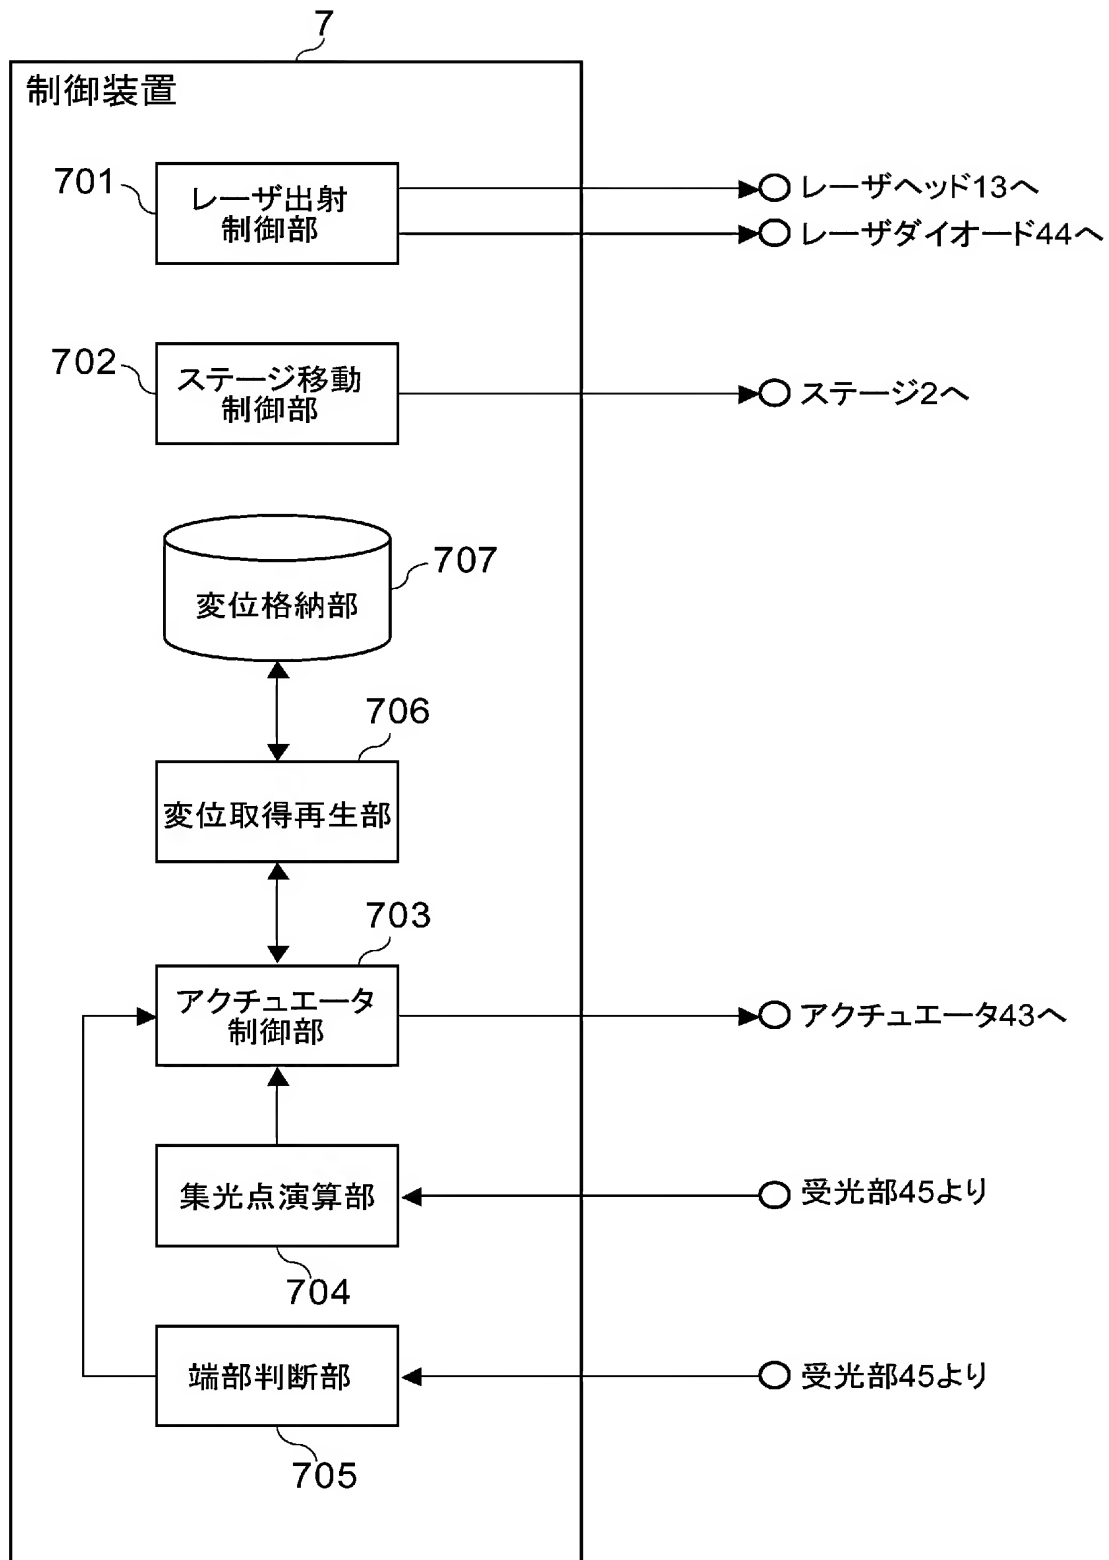 7
制御装置
701
レーザ出射
制御部
レーザヘッド13へ
レーザダイオード44へ
702
ステージ移動
制御部
ステージ2へ
707
変位格納部
706
変位取得再生部
703
アクチュエータ
制御部
アクチュエータ43へ
集光点演算部
受光部45より
704
端部判断部
受光部45より
705